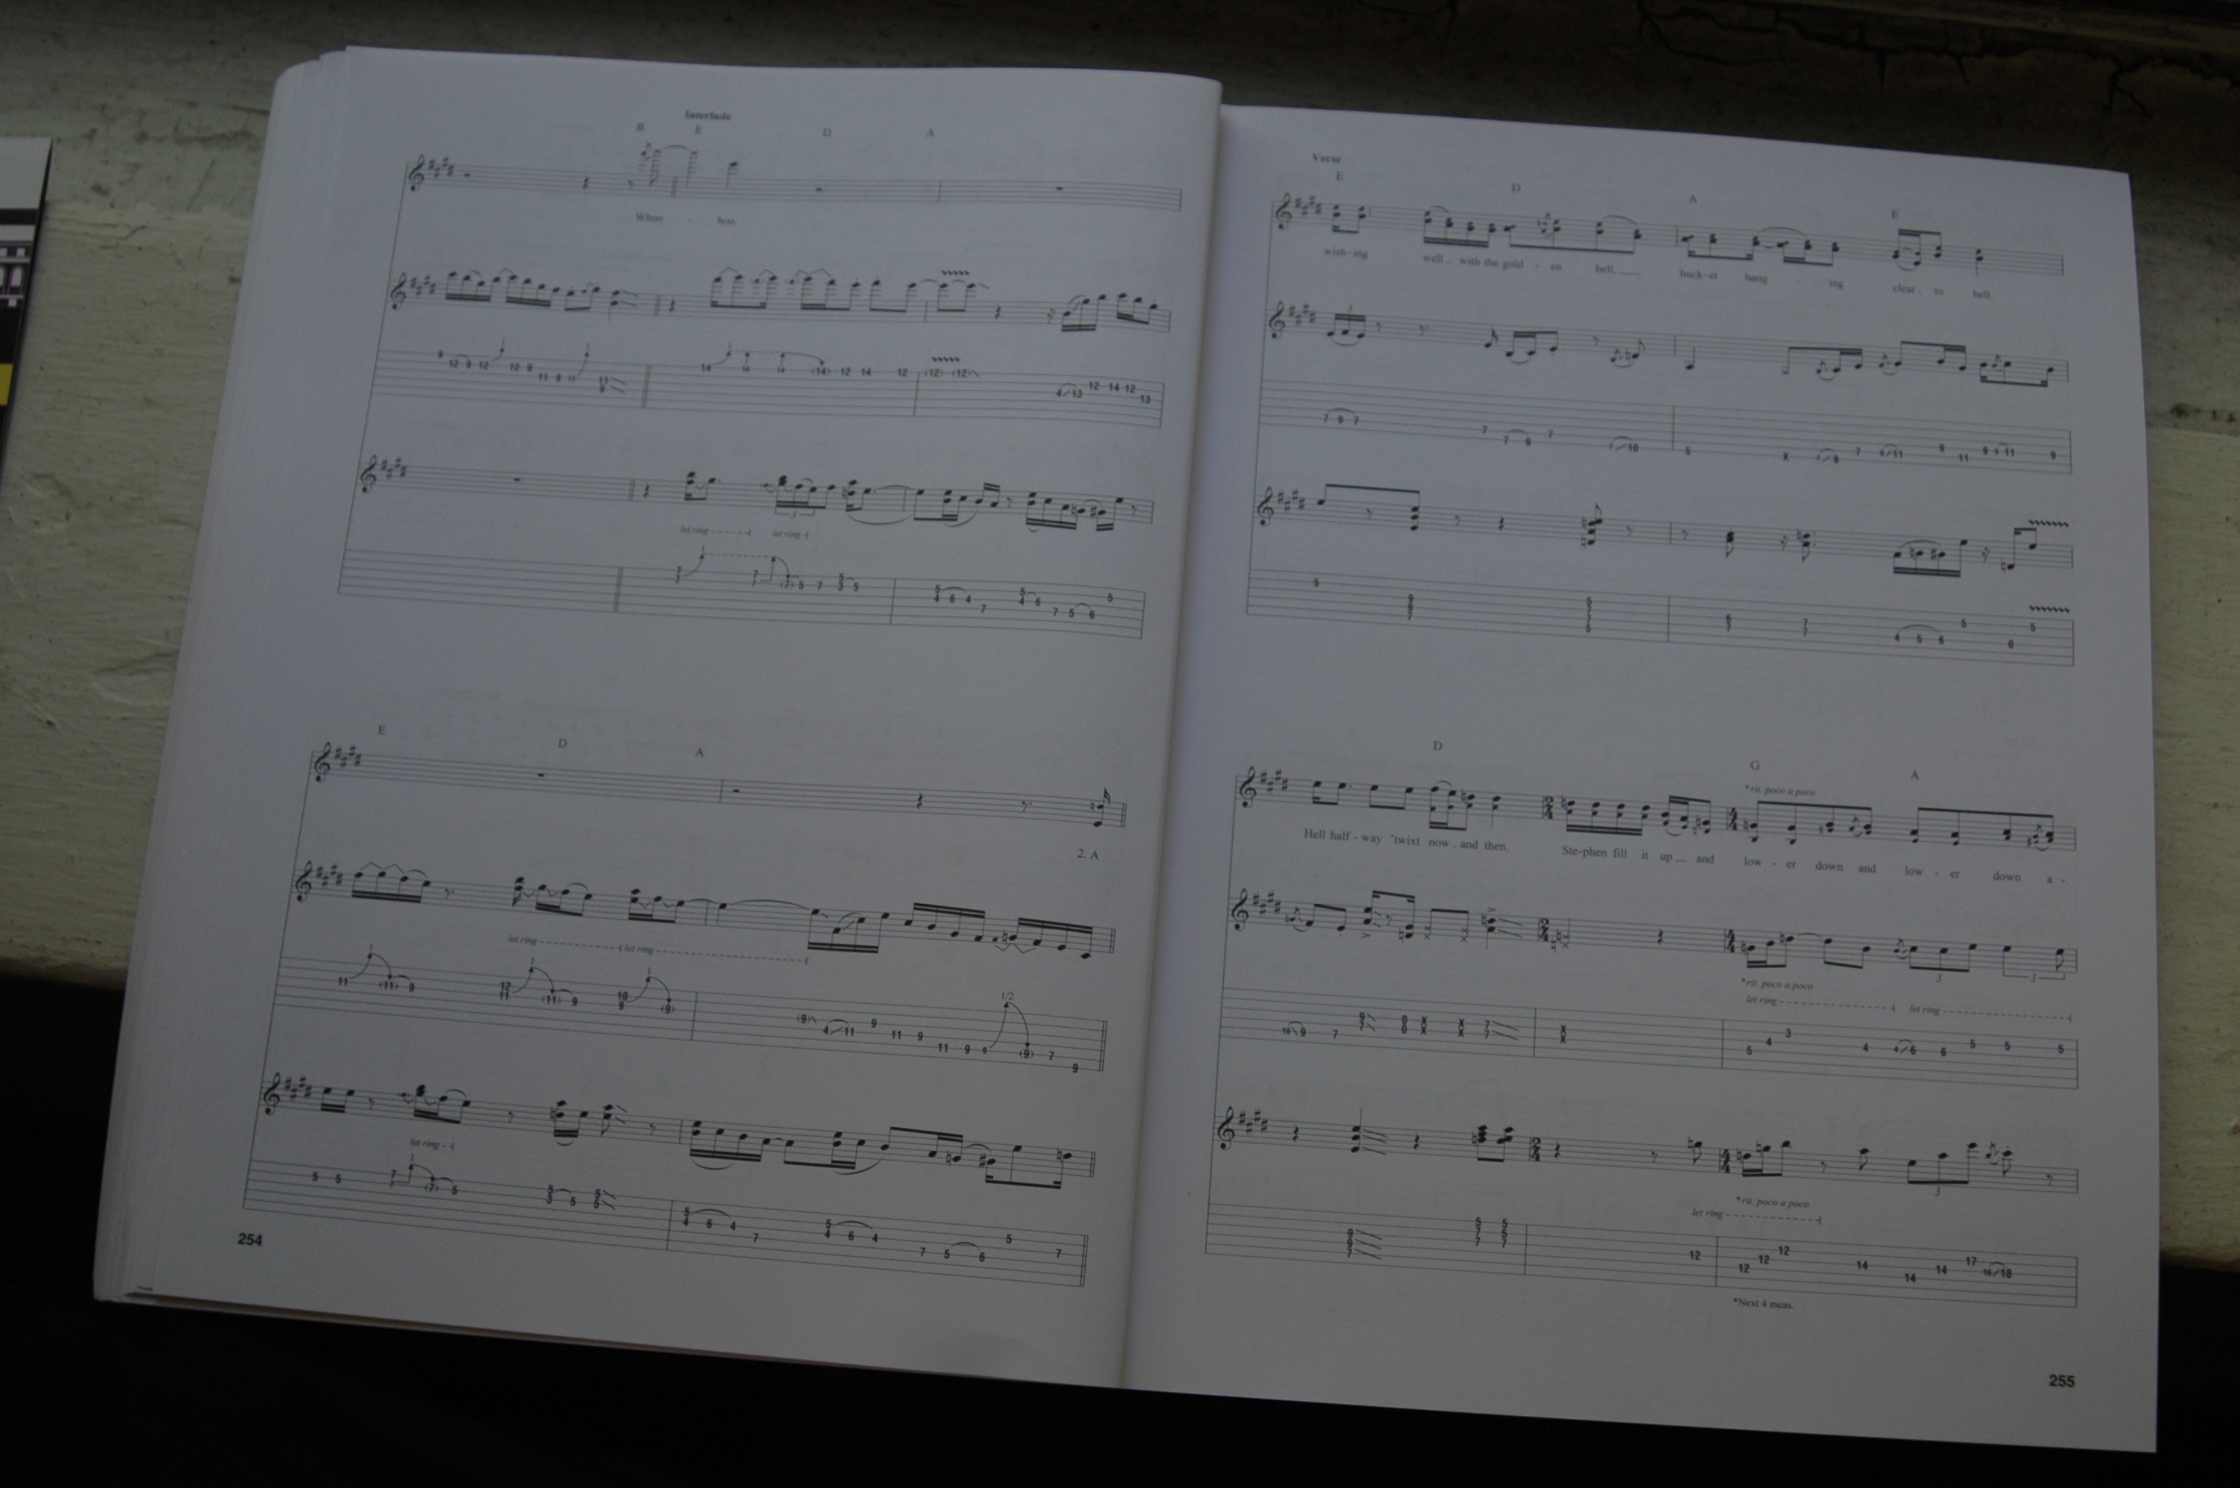 Interlude
B E D A
Whoo - hoo.
let ring let ring
E D A
2. A
let ring let ring
1/2
let ring
254
Verse
E D A E
wish - ing well with the gold - en bell, buck - et hang - ing clear to hell.
D G A
*rit. poco a poco
Hell half - way 'twixt now and then. Ste - phen fill it up and low - er down and low - er down a -
*rit. poco a poco
let ring let ring
*rit. poco a poco
let ring
*Next 4 meas.
255